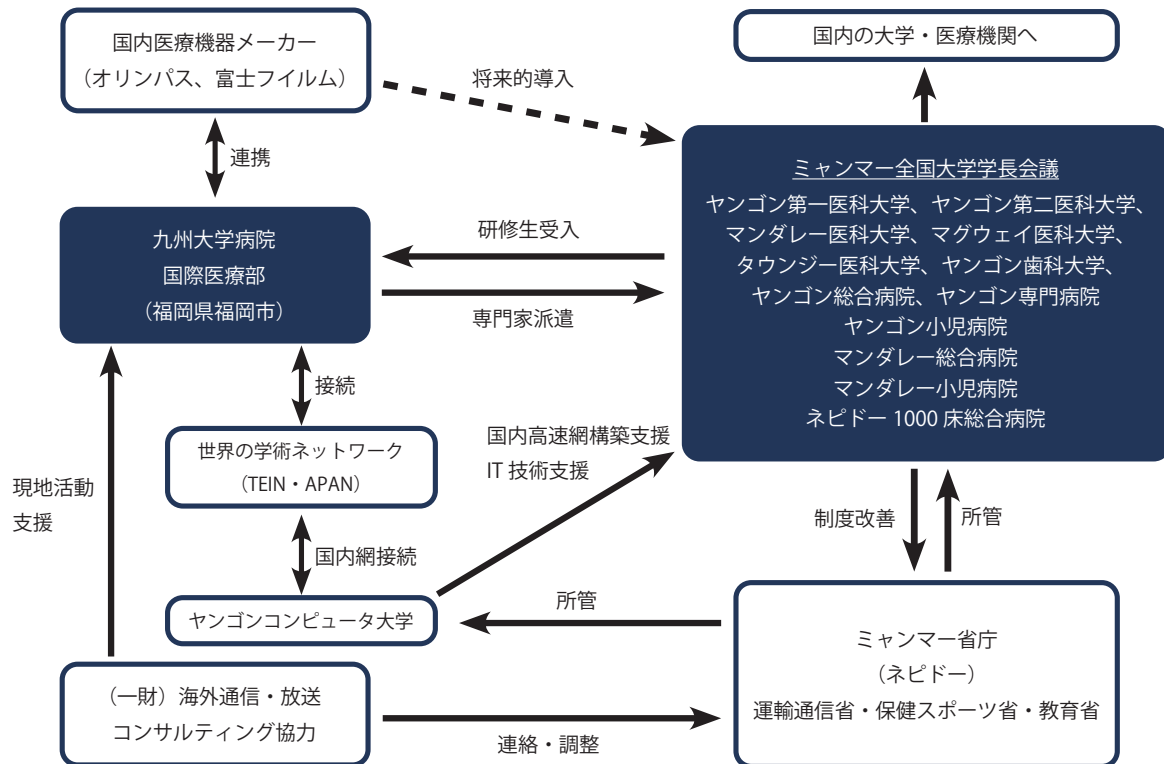 国内医療機器メーカー
（オリンパス、富士フイルム）
将来的導入
国内の大学・医療機関へ
連携
ミャンマー全国大学学長会議
ヤンゴン第一医科大学、ヤンゴン第二医科大学、
マンダレー医科大学、マグウェイ医科大学、
タウンジー医科大学、ヤンゴン歯科大学、
ヤンゴン総合病院、ヤンゴン専門病院
ヤンゴン小児病院
マンダレー総合病院
マンダレー小児病院
ネピドー 1000 床総合病院
九州大学病院
国際医療部
（福岡県福岡市）
研修生受入
専門家派遣
接続
世界の学術ネットワーク
（TEIN・APAN）
国内高速網構築支援
IT 技術支援
現地活動
支援
国内網接続
制度改善
所管
ヤンゴンコンピュータ大学
所管
ミャンマー省庁
（ネピドー）
運輸通信省・保健スポーツ省・教育省
（一財）海外通信・放送
コンサルティング協力
連絡・調整